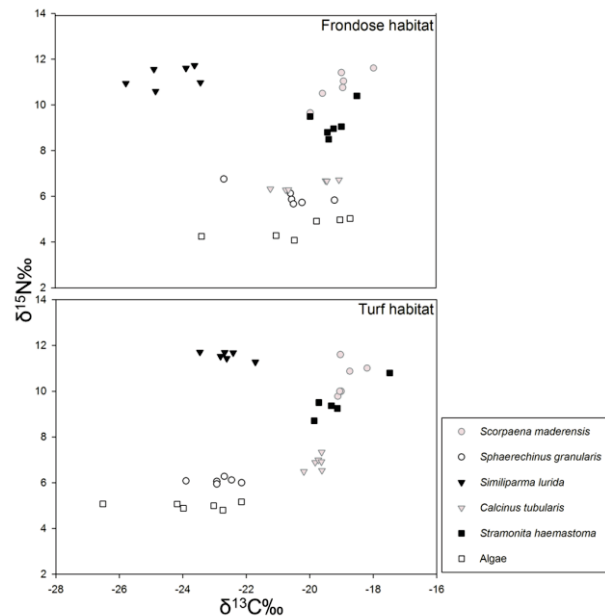 Frondose habitat
14
12
10
8
6
4
2
δ15N‰
Turf habitat
14
12
10
8
6
4
2
-28 -26 -24 -22 -20 -18 -16
δ13C‰
Scorpaena maderensis
Sphaerechinus granularis
Similiparma lurida
Calcinus tubularis
Stramonita haemastoma
Algae